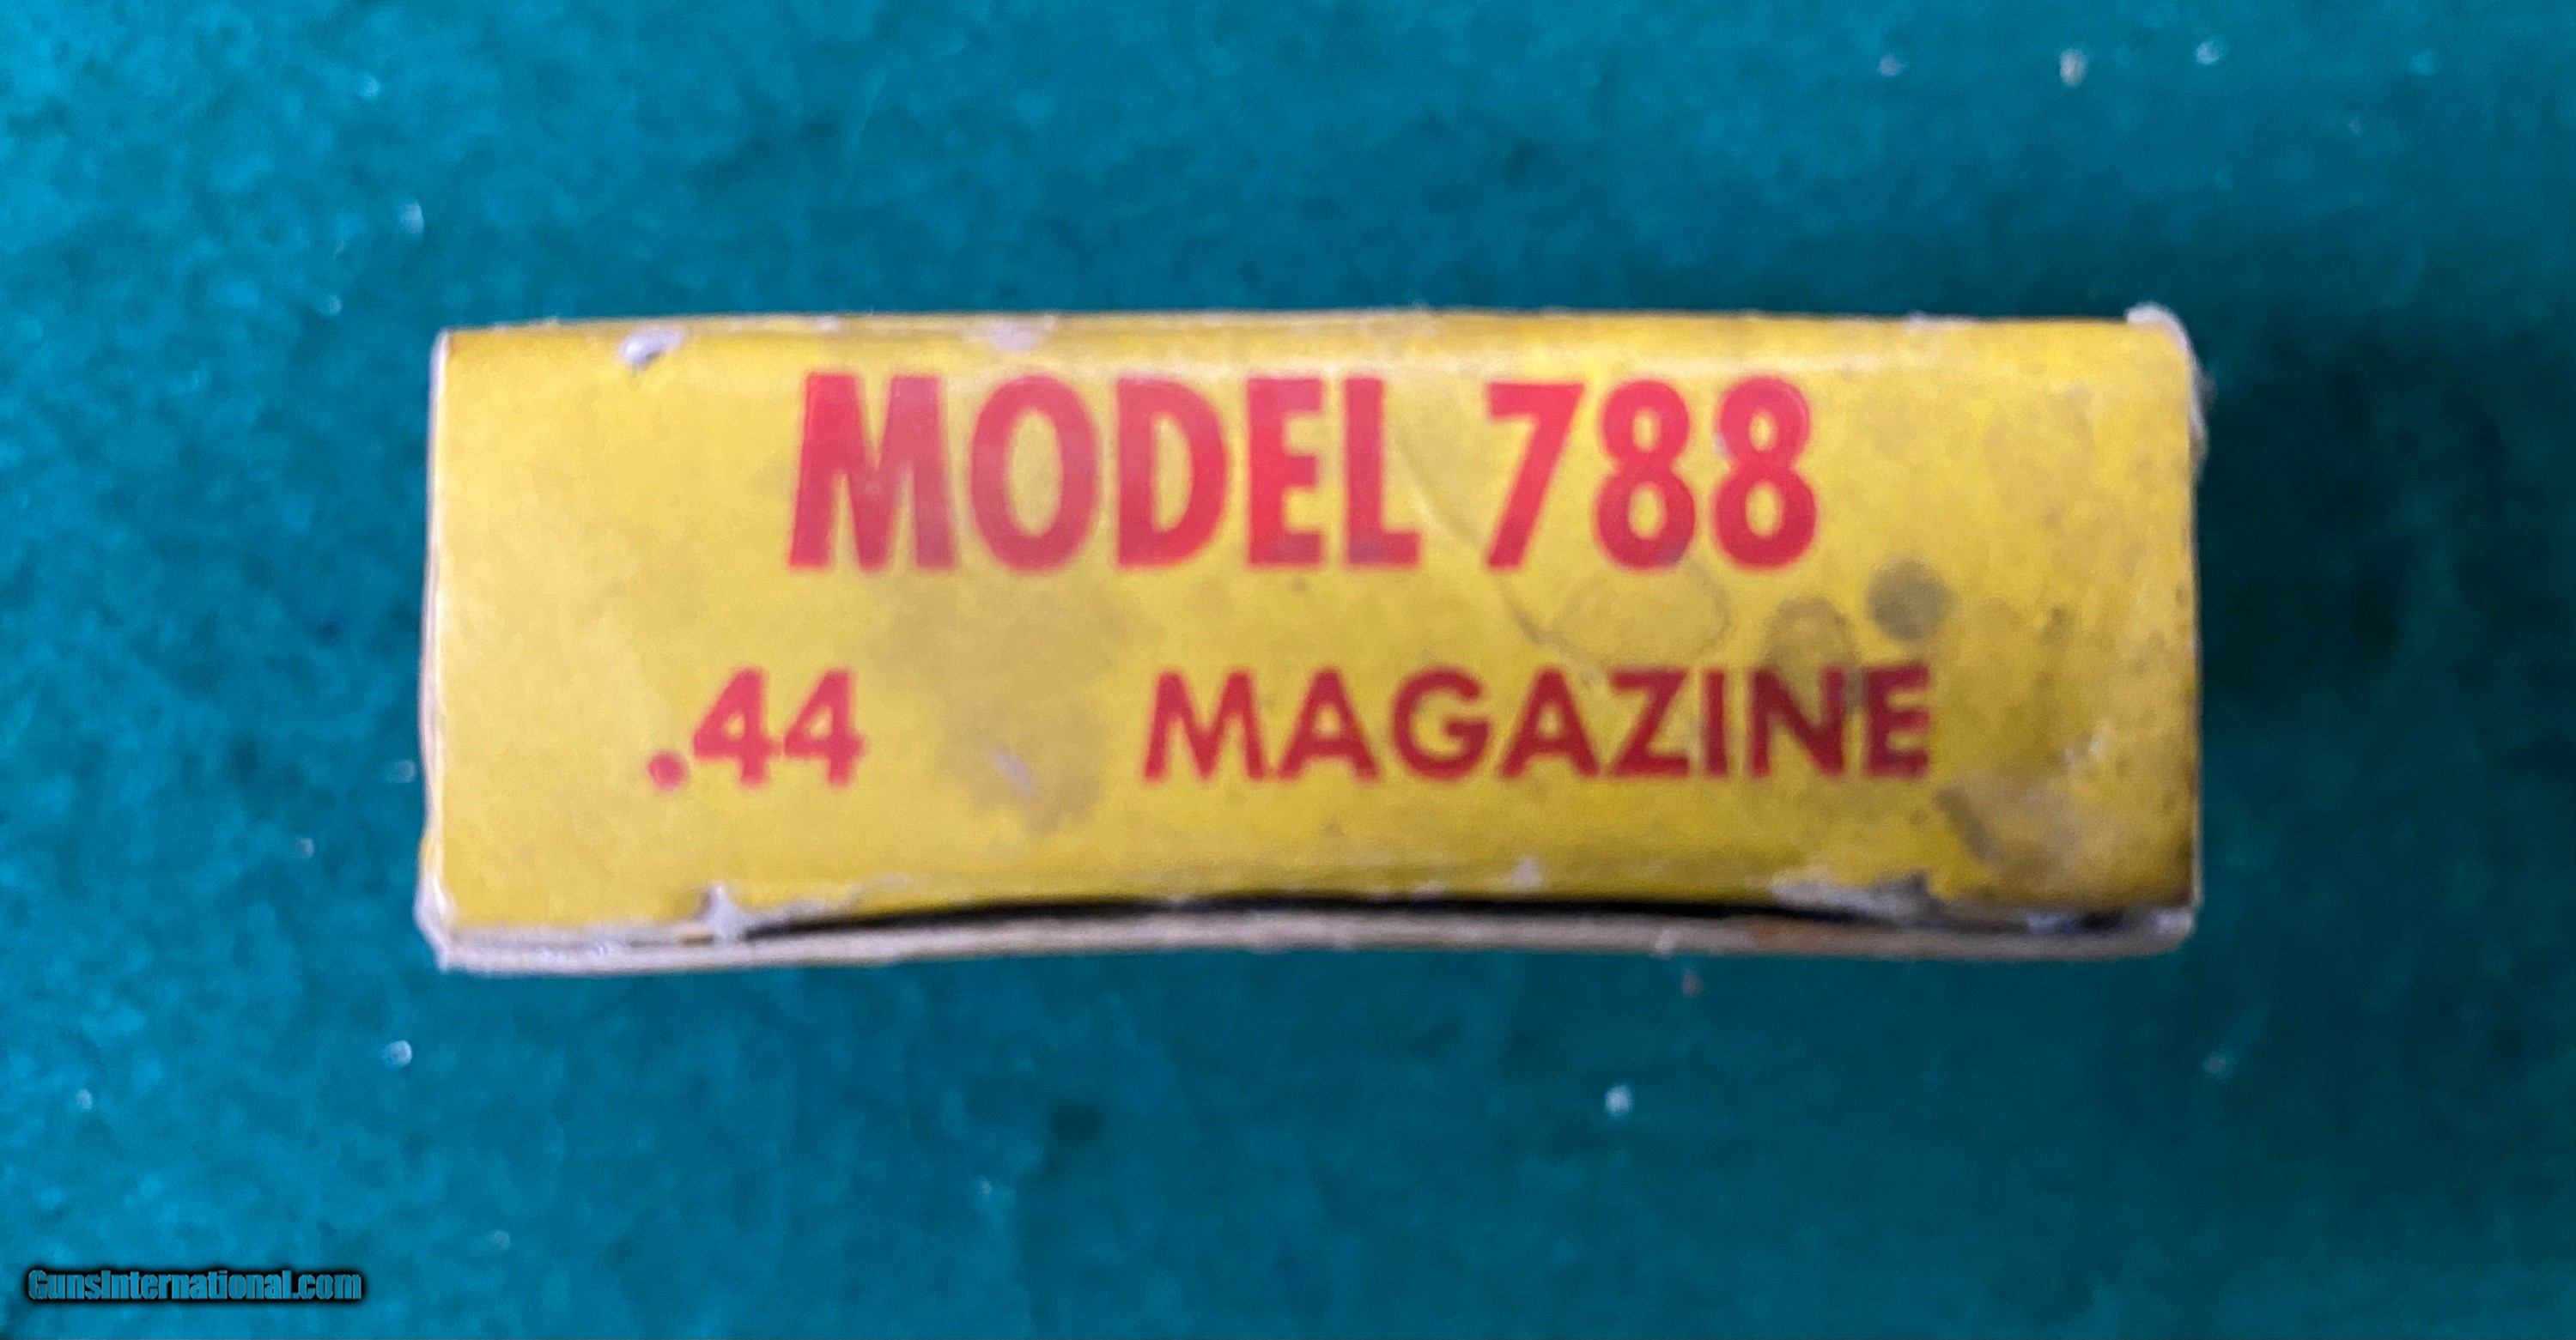 MODEL 788
.44 MAGAZINE
GunsInternational.com